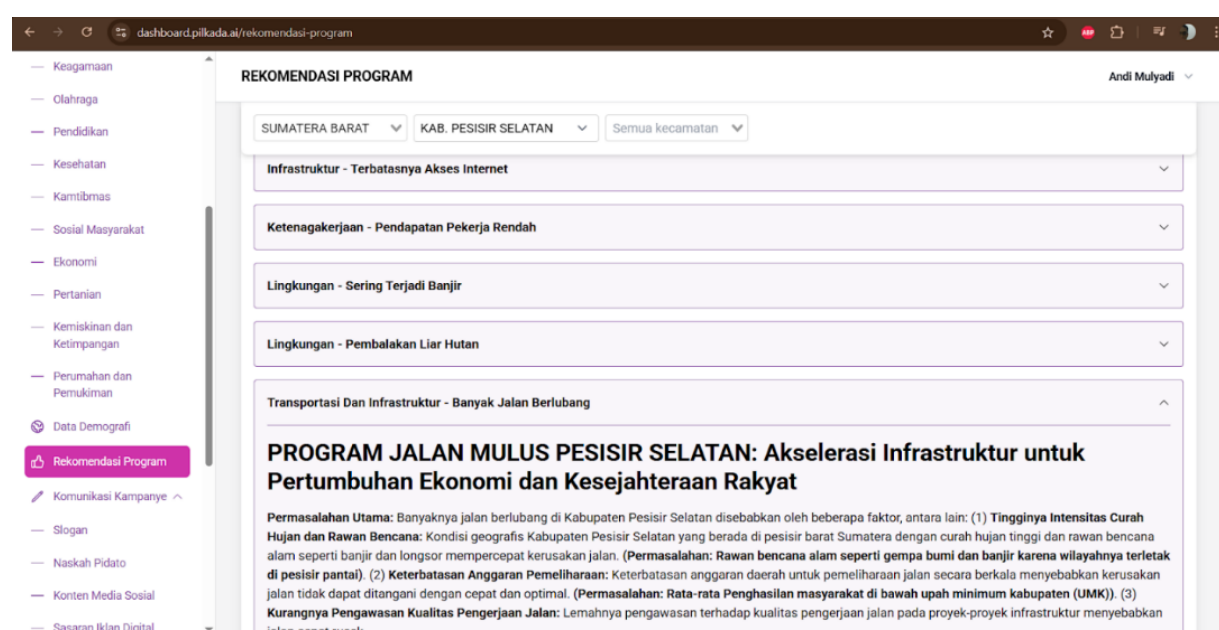 dashboard.pilkada.ai/rekomendasi-program
ABP
Keagamaan
Olahraga
Pendidikan
Kesehatan
Kamtibmas
Sosial Masyarakat
Ekonomi
Pertanian
Kemiskinan dan
Ketimpangan
Perumahan dan
Pemukiman
Data Demografi
Rekomendasi Program
Komunikasi Kampanye
Slogan
Naskah Pidato
Konten Media Sosial
Sasaran Iklan Digital
REKOMENDASI PROGRAM
Andi Mulyadi
SUMATERA BARAT
KAB. PESISIR SELATAN
Semua kecamatan
Infrastruktur - Terbatasnya Akses Internet
Ketenagakerjaan - Pendapatan Pekerja Rendah
Lingkungan - Sering Terjadi Banjir
Lingkungan - Pembalakan Liar Hutan
Transportasi Dan Infrastruktur - Banyak Jalan Berlubang
PROGRAM JALAN MULUS PESISIR SELATAN: Akselerasi Infrastruktur untuk
Pertumbuhan Ekonomi dan Kesejahteraan Rakyat
Permasalahan Utama: Banyaknya jalan berlubang di Kabupaten Pesisir Selatan disebabkan oleh beberapa faktor, antara lain: (1) Tingginya Intensitas Curah
Hujan dan Rawan Bencana: Kondisi geografis Kabupaten Pesisir Selatan yang berada di pesisir barat Sumatera dengan curah hujan tinggi dan rawan bencana
alam seperti banjir dan longsor mempercepat kerusakan jalan. (Permasalahan: Rawan bencana alam seperti gempa bumi dan banjir karena wilayahnya terletak
di pesisir pantai). (2) Keterbatasan Anggaran Pemeliharaan: Keterbatasan anggaran daerah untuk pemeliharaan jalan secara berkala menyebabkan kerusakan
jalan tidak dapat ditangani dengan cepat dan optimal. (Permasalahan: Rata-rata Penghasilan masyarakat di bawah upah minimum kabupaten (UMK)). (3)
Kurangnya Pengawasan Kualitas Pengerjaan Jalan: Lemahnya pengawasan terhadap kualitas pengerjaan jalan pada proyek-proyek infrastruktur menyebabkan